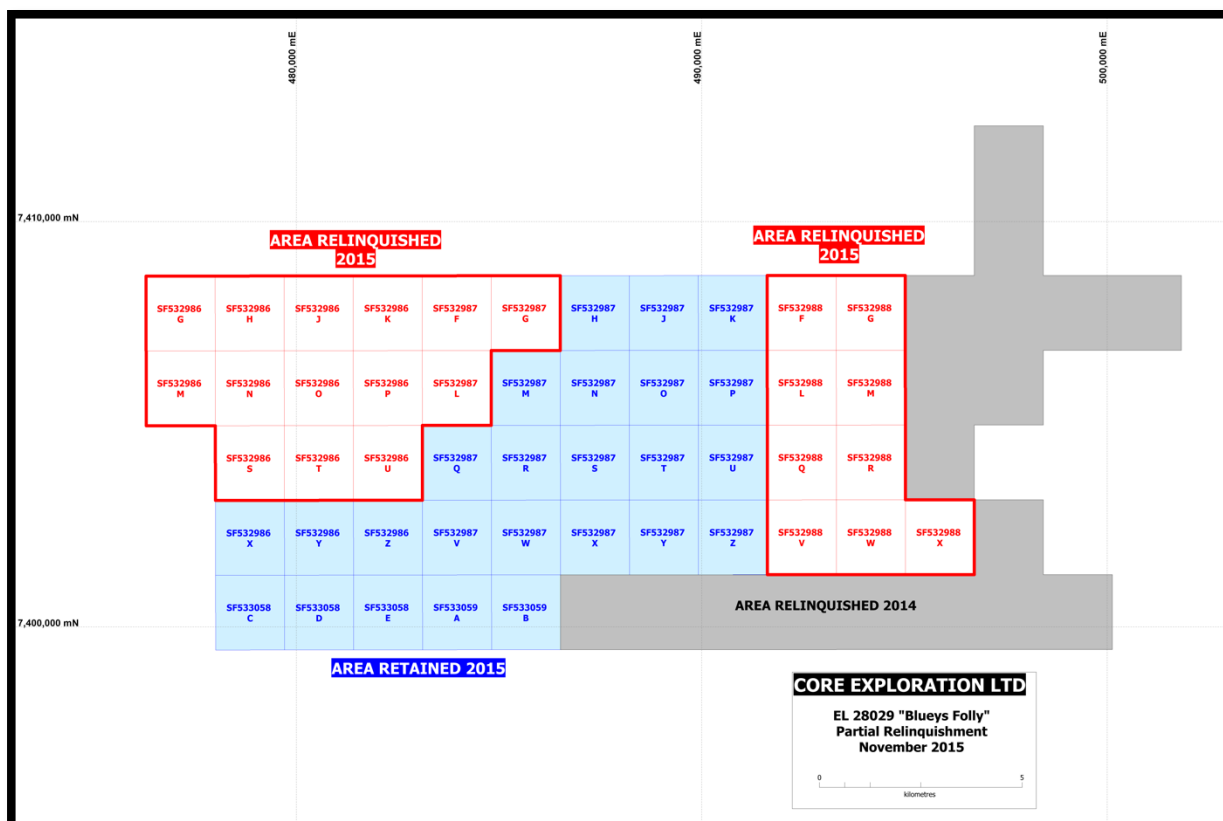 480,000 mE
490,000 mE
500,000 mE
7,410,000 mN
AREA RELINQUISHED
2015
AREA RELINQUISHED
2015
SF532986
G
SF532986
H
SF532986
J
SF532986
K
SF532987
F
SF532987
G
SF532987
H
SF532987
J
SF532987
K
SF532988
F
SF532988
G
SF532986
M
SF532986
N
SF532986
O
SF532986
P
SF532987
L
SF532987
M
SF532987
N
SF532987
O
SF532987
P
SF532988
L
SF532988
M
SF532986
S
SF532986
T
SF532986
U
SF532987
Q
SF532987
R
SF532987
S
SF532987
T
SF532987
U
SF532988
Q
SF532988
R
SF532986
X
SF532986
Y
SF532986
Z
SF532987
V
SF532987
W
SF532987
X
SF532987
Y
SF532987
Z
SF532988
V
SF532988
W
SF532988
X
SF533058
C
SF533058
D
SF533058
E
SF533059
A
SF533059
B
AREA RELINQUISHED 2014
7,400,000 mN
AREA RETAINED 2015
CORE EXPLORATION LTD
EL 28029 "Blueys Folly"
Partial Relinquishment
November 2015
0 5
kilometres